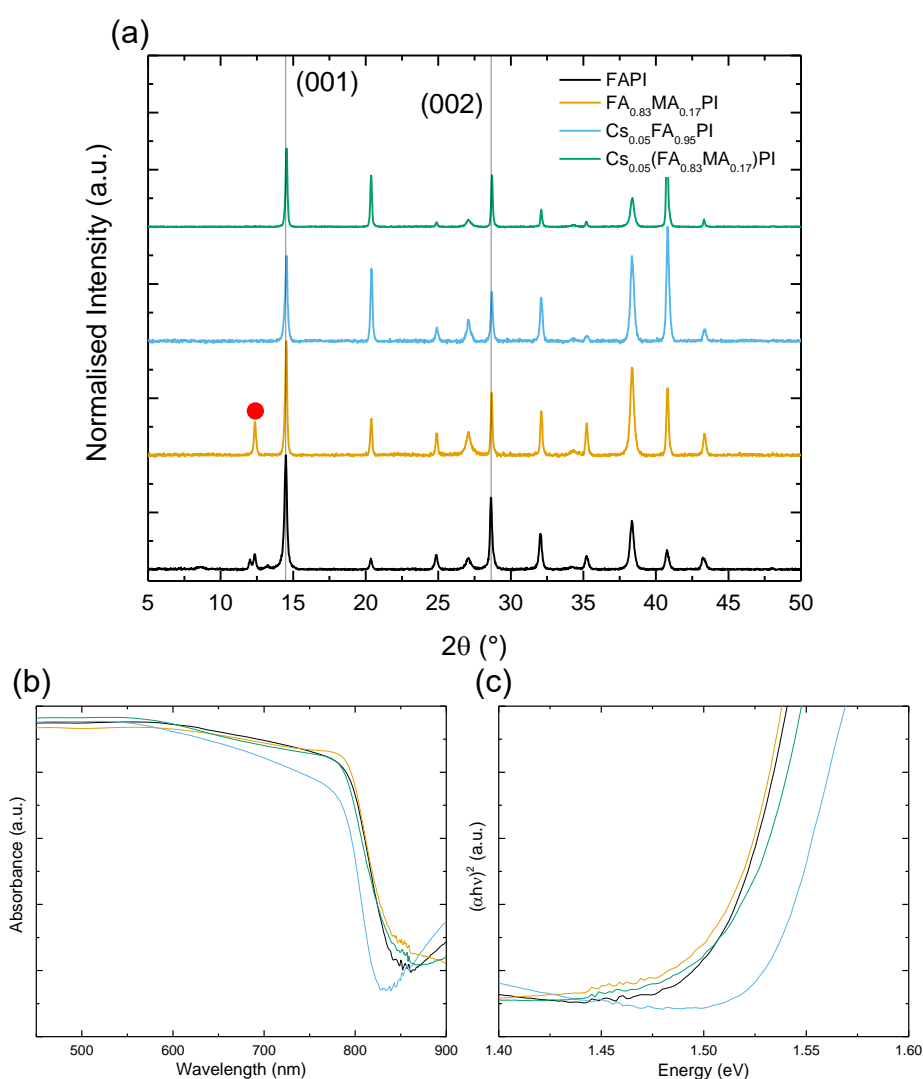 (a)
(001)
(002)
FAPI
FA0.83MA0.17PI
Cs0.05FA0.95PI
Cs0.05(FA0.83MA0.17)PI
Normalised Intensity (a.u.)
5 10 15 20 25 30 35 40 45 50
2θ (°)
(b)
Absorbance (a.u.)
500 600 700 800 900
Wavelength (nm)
(c)
(αhν)²  (a.u.)
1.40 1.45 1.50 1.55 1.60
Energy (eV)